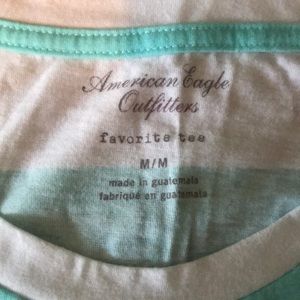 American Eagle
Outfitters
favorite tee
M/M
made in guatemala
fabriqué en guatemala